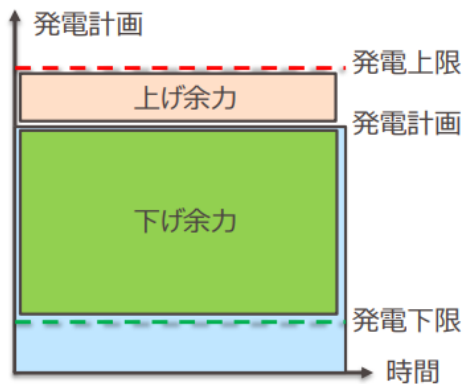 発電計画
発電上限
上げ余力
発電計画
下げ余力
発電下限
時間